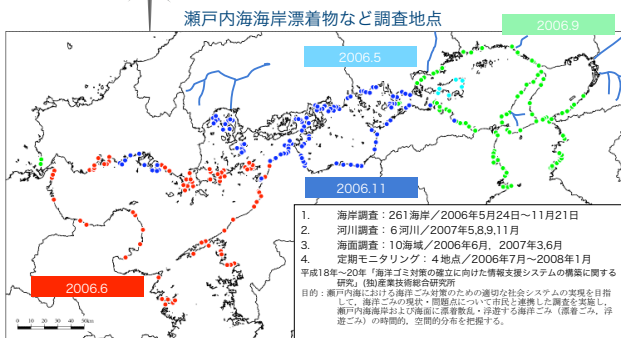 瀬戸内海海岸漂着物など調査地点
2006.9
2006.5
2006.11
2006.6
1. 海岸調査：261海岸／2006年5月24日～11月21日
2. 河川調査：６河川／2007年5,8,9,11月
3. 海面調査：10海域／2006年6月，2007年3,6月
4. 定期モニタリング：４地点／2006年7月～2008年1月
平成18年～20年「海洋ゴミ対策の確立に向けた情報支援システムの構築に関する
研究」(独)産業技術総合研究所
目的：瀬戸内海における海洋ごみ対策のための適切な社会システムの実現を目指
して，海洋ごみの現状・問題点について市民と連携した調査を実施し，
瀬戸内海海岸および海面に漂着散乱・浮遊する海洋ごみ（漂着ごみ，浮
遊ごみ）の時間的，空間的分布を把握する。
0 10 20 30 40 50km